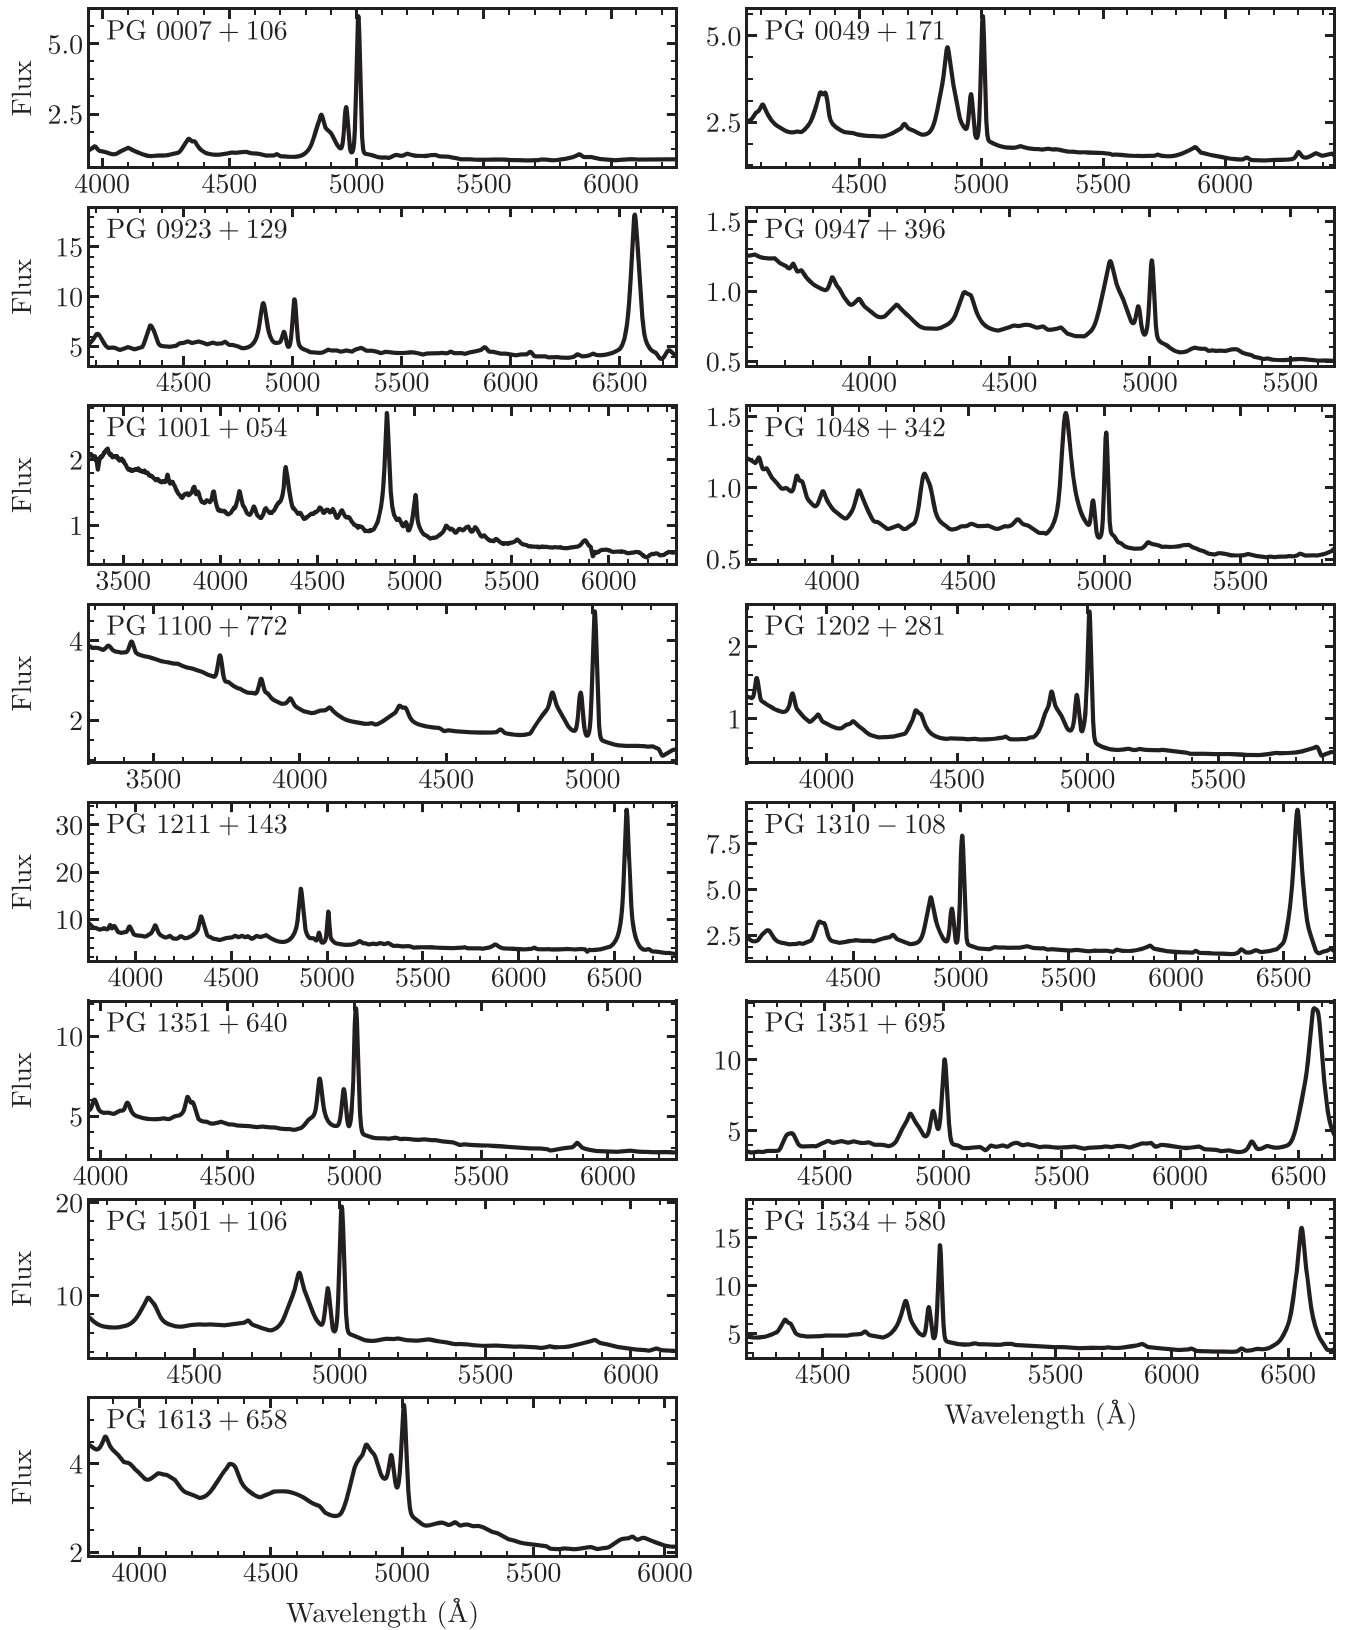 PG 0007 + 106
Flux
5.0
2.5
4000 4500 5000 5500 6000
PG 0049 + 171
5.0
2.5
4500 5000 5500 6000
PG 0923 + 129
Flux
15
10
5
4500 5000 5500 6000 6500
PG 0947 + 396
1.5
1.0
0.5
4000 4500 5000 5500
PG 1001 + 054
Flux
2
1
3500 4000 4500 5000 5500 6000
PG 1048 + 342
1.5
1.0
0.5
4000 4500 5000 5500
PG 1100 + 772
Flux
4
2
3500 4000 4500 5000
PG 1202 + 281
2
1
4000 4500 5000 5500
PG 1211 + 143
Flux
30
20
10
4000 4500 5000 5500 6000 6500
PG 1310 − 108
7.5
5.0
2.5
4500 5000 5500 6000 6500
PG 1351 + 640
Flux
10
5
4000 4500 5000 5500 6000
PG 1351 + 695
10
5
4500 5000 5500 6000 6500
PG 1501 + 106
Flux
20
10
4500 5000 5500 6000
PG 1534 + 580
15
10
5
4500 5000 5500 6000 6500
Wavelength (Å)
PG 1613 + 658
Flux
4
2
4000 4500 5000 5500 6000
Wavelength (Å)